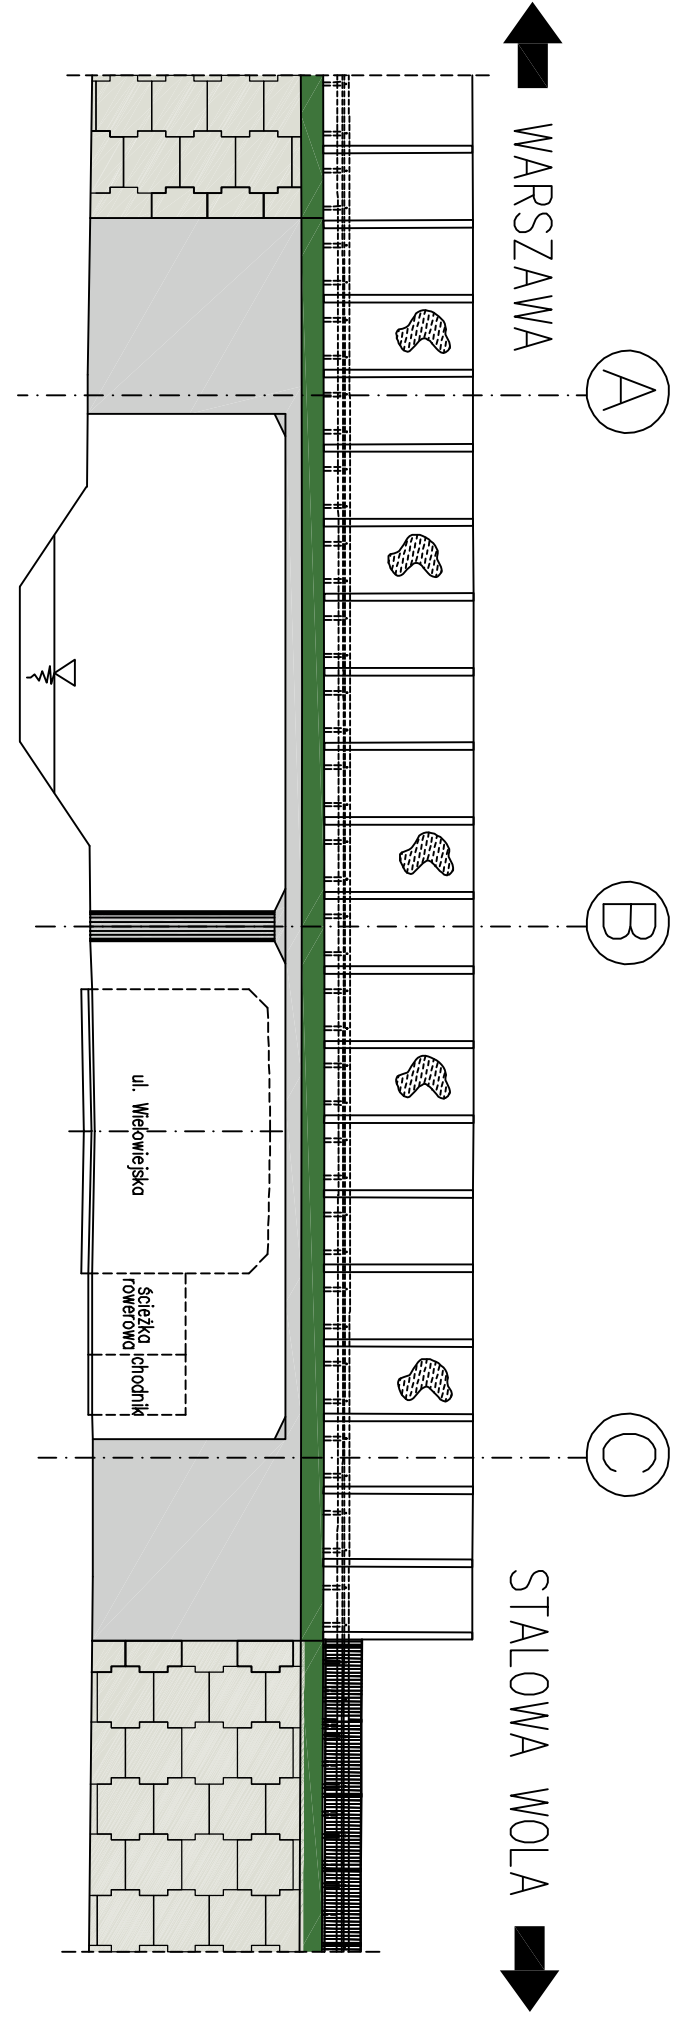 WARSZAWA
STALOWA WOLA
A
B
C
ul. Wielowiejska
ścieżka
rowerowa
chodnik